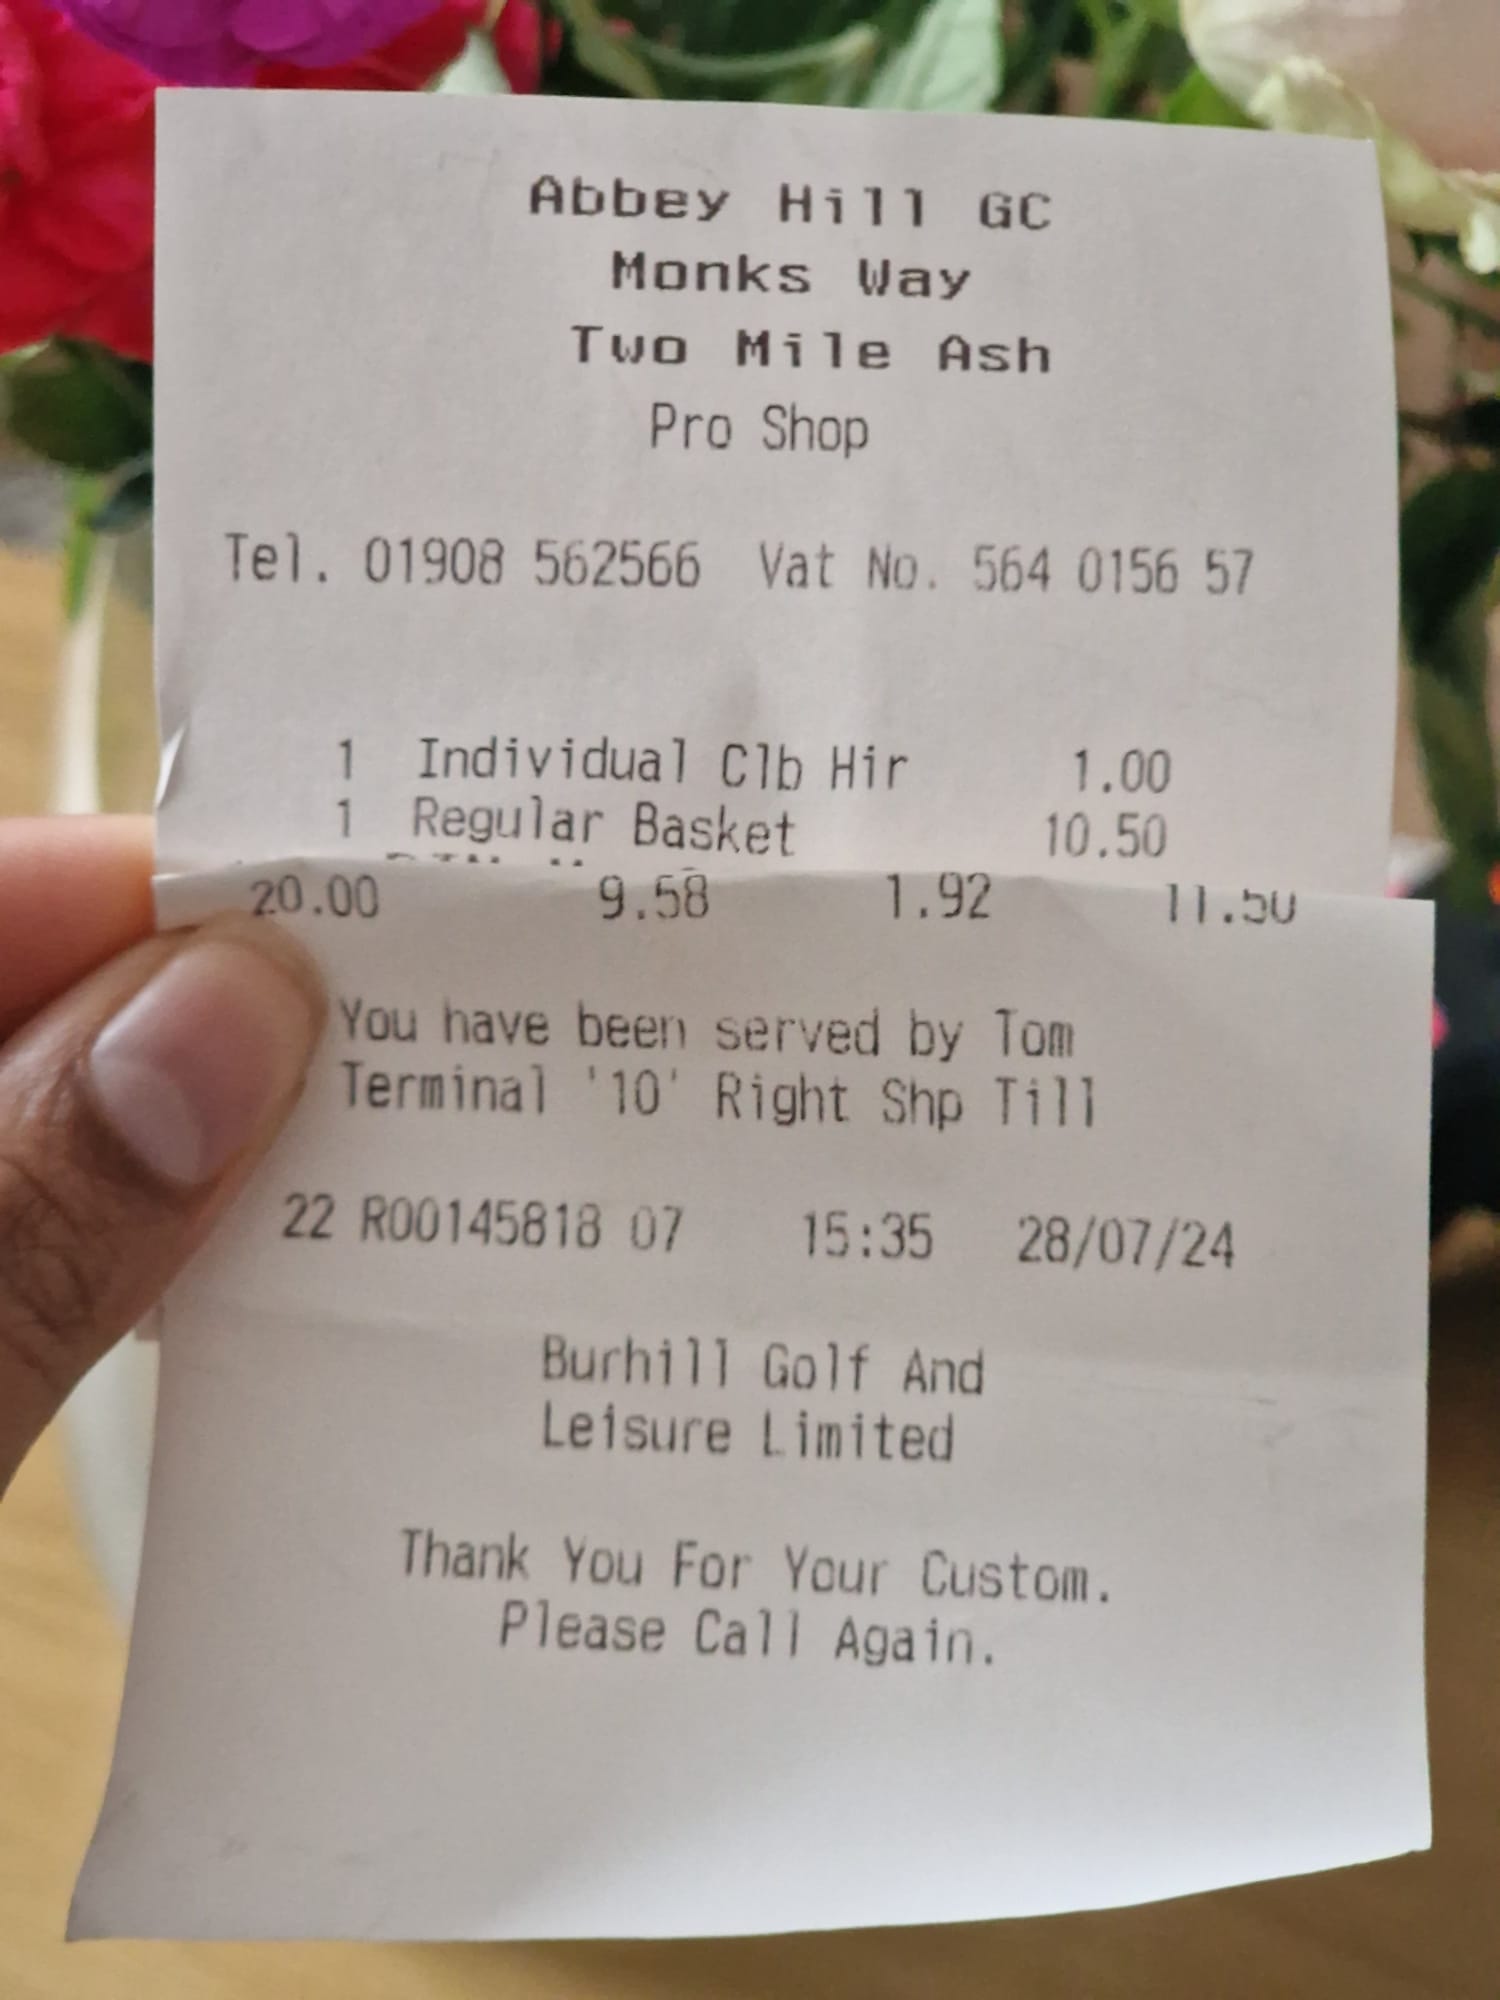 Abbey Hill GC
Monks Way
Two Mile Ash
Pro Shop
Tel. 01908 562566 Vat No. 564 0156 57
1 Individual Clb Hir 1.00
1 Regular Basket 10.50
20.00 9.58 1.92 11.50
You have been served by Tom
Terminal '10' Right Shp Till
22 R00145818 07 15:35 28/07/24
Burhill Golf And
Leisure Limited
Thank You For Your Custom.
Please Call Again.